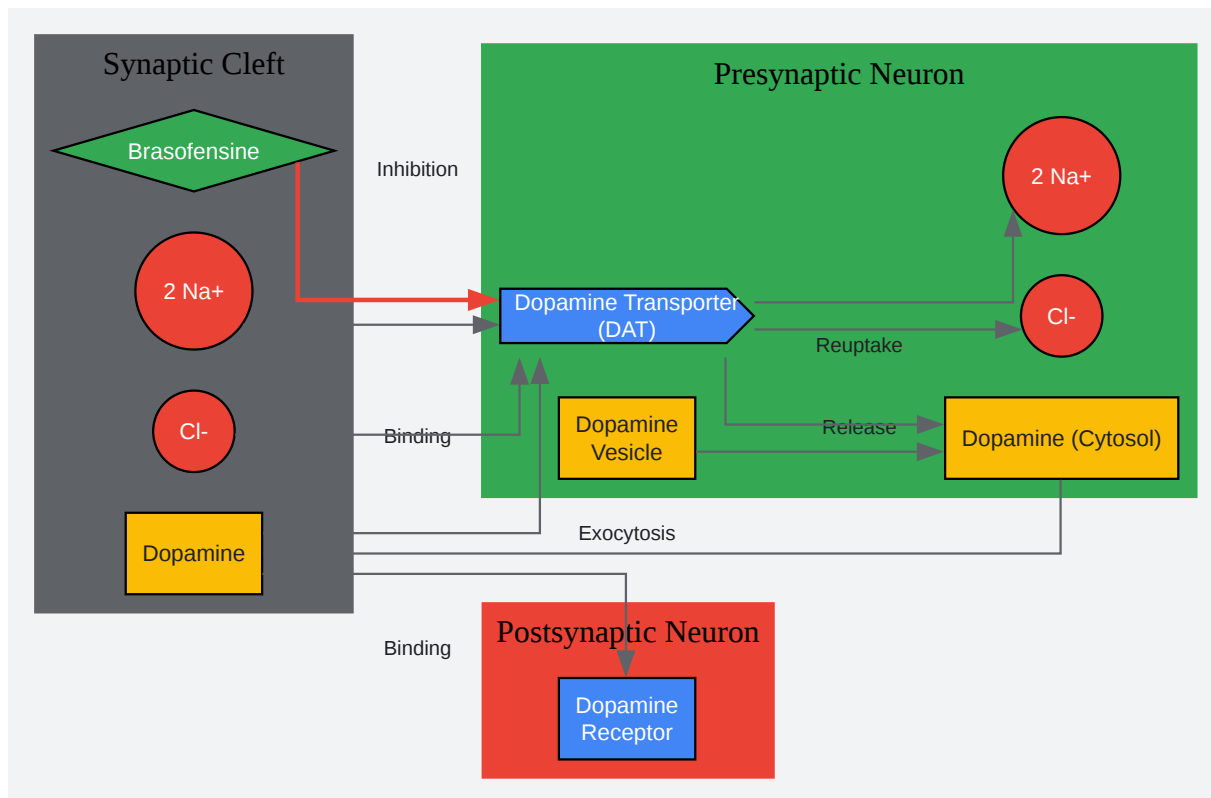 Synaptic Cleft
Brasofensine
2 Na+
Cl-
Dopamine
Inhibition
Binding
Exocytosis
Binding
Presynaptic Neuron
2 Na+
Dopamine Transporter
(DAT)
Cl-
Reuptake
Dopamine
Vesicle
Release
Dopamine (Cytosol)
Postsynaptic Neuron
Dopamine
Receptor